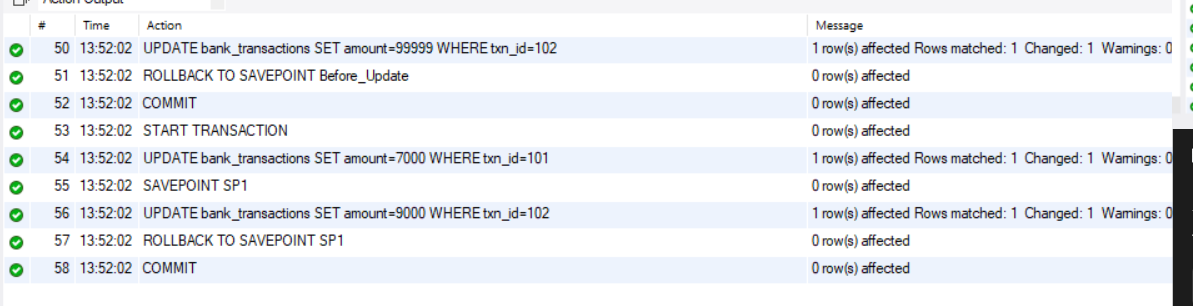 Action Output
# Time Action Message
50 13:52:02 UPDATE bank_transactions SET amount=99999 WHERE txn_id=102 1 row(s) affected Rows matched: 1 Changed: 1 Warnings: 0
51 13:52:02 ROLLBACK TO SAVEPOINT Before_Update 0 row(s) affected
52 13:52:02 COMMIT 0 row(s) affected
53 13:52:02 START TRANSACTION 0 row(s) affected
54 13:52:02 UPDATE bank_transactions SET amount=7000 WHERE txn_id=101 1 row(s) affected Rows matched: 1 Changed: 1 Warnings: 0
55 13:52:02 SAVEPOINT SP1 0 row(s) affected
56 13:52:02 UPDATE bank_transactions SET amount=9000 WHERE txn_id=102 1 row(s) affected Rows matched: 1 Changed: 1 Warnings: 0
57 13:52:02 ROLLBACK TO SAVEPOINT SP1 0 row(s) affected
58 13:52:02 COMMIT 0 row(s) affected